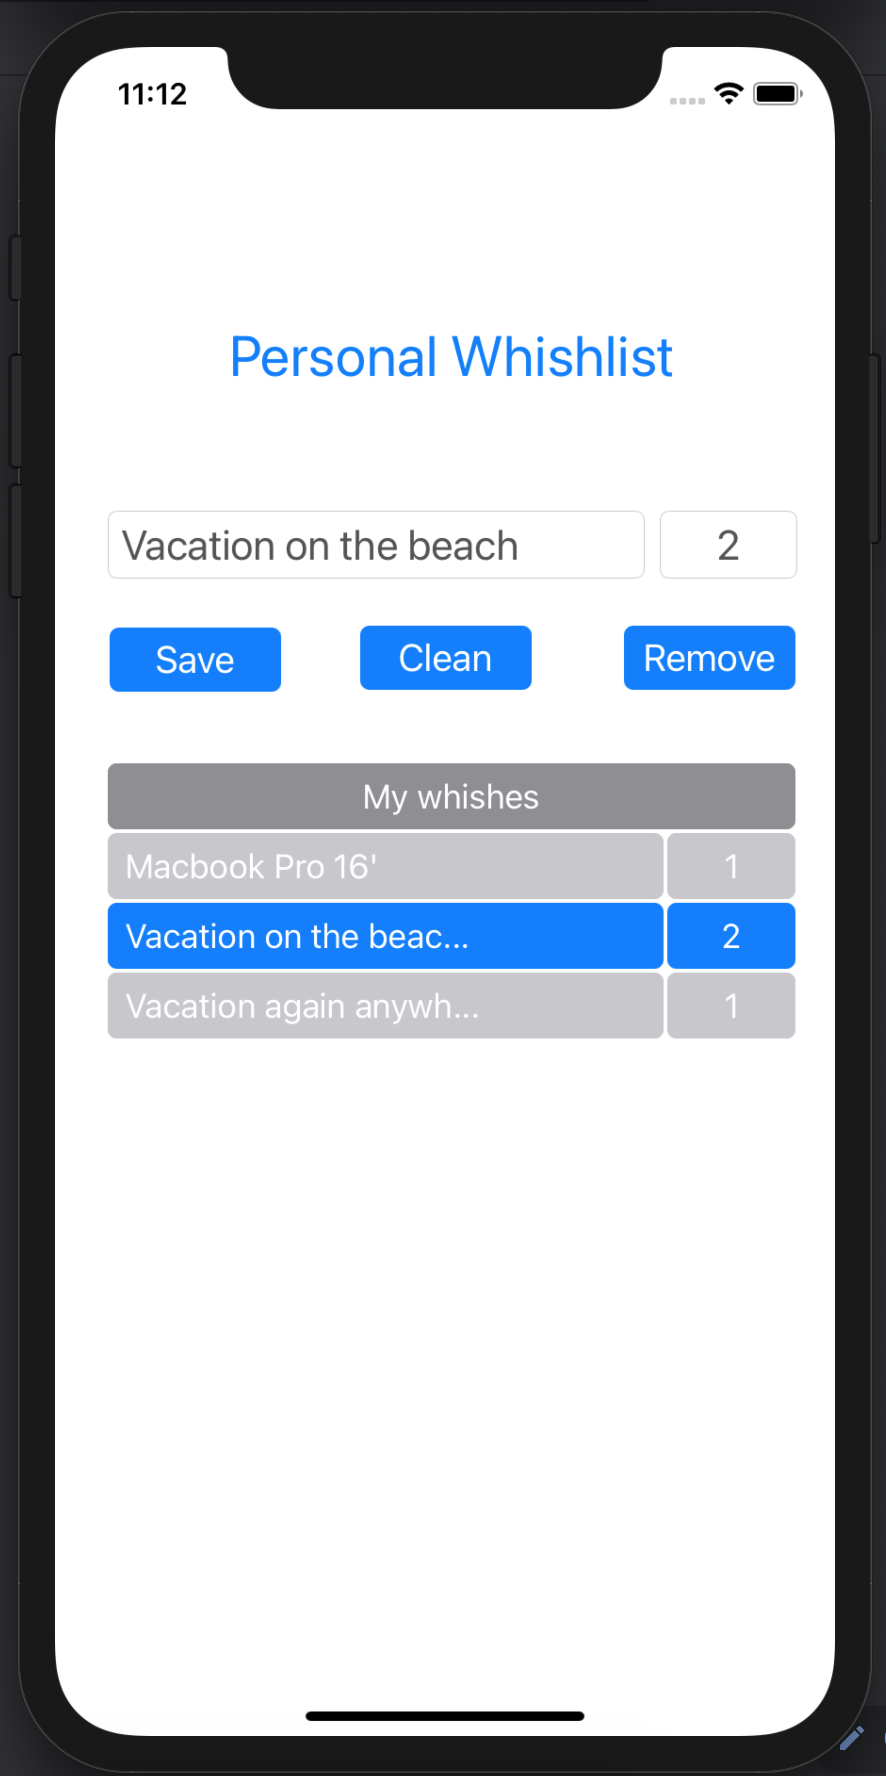 11:12
Personal Whishlist
Vacation on the beach 2
Save Clean Remove
My whishes
Macbook Pro 16' 1
Vacation on the beac... 2
Vacation again anywh... 1